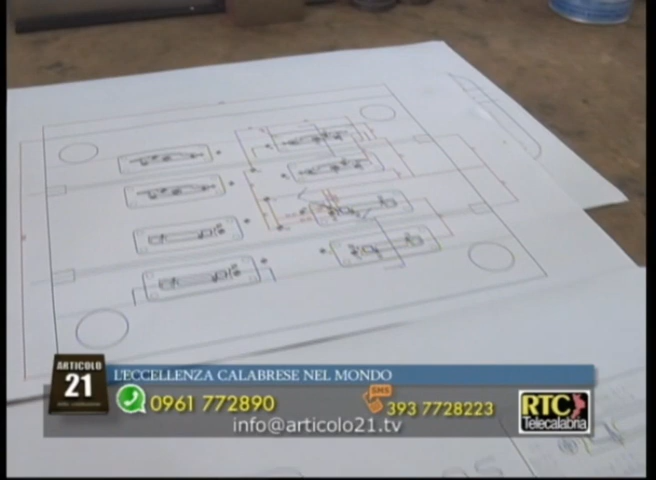 ARTICOLO
21
L'ECCELLENZA CALABRESE NEL MONDO
0961 772890
SMS
393 7728223
info@articolo21.tv
RTC
Telecalabria